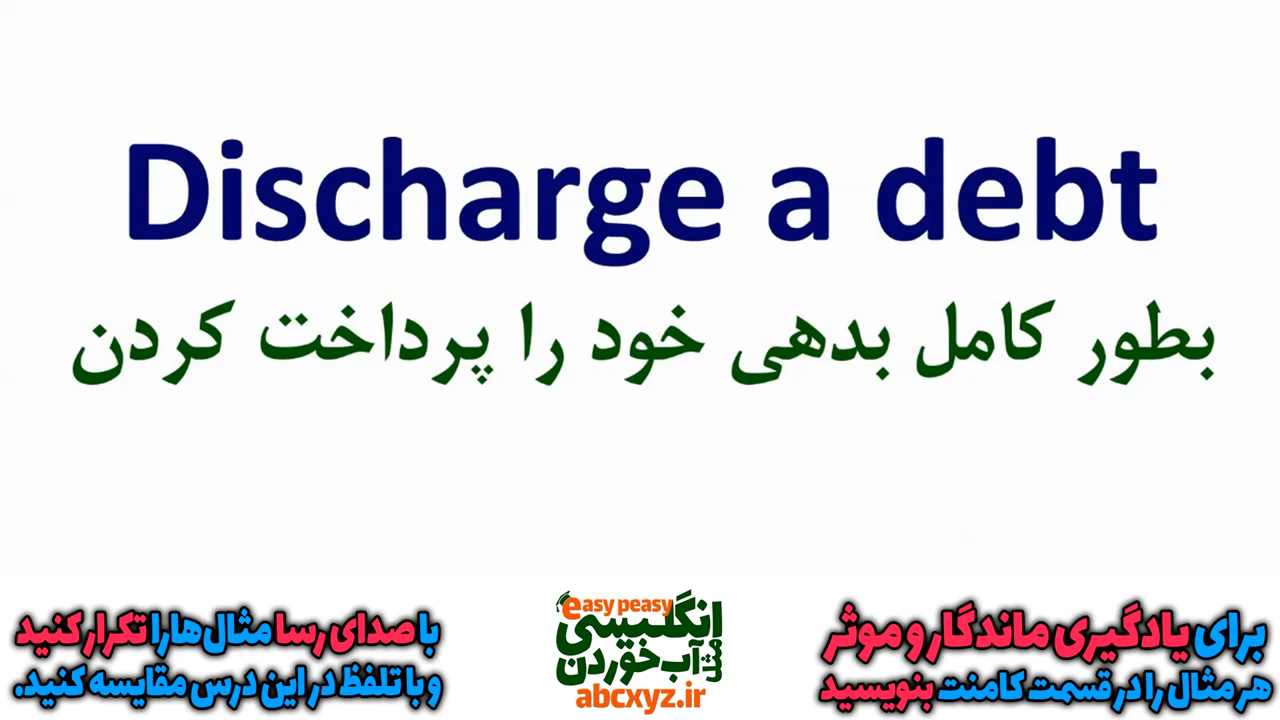 Discharge a debt
بطور کامل بدهی خود را پرداخت کردن
برای یادگیری ماندگار و موثر
هر مثال را در قسمت کامنت بنویسید
easy peasy
انگلیسی
مثل آب خوردن
abcxyz.ir
با صدای رسا مثال‌ها را تکرار کنید
و با تلفظ در این درس مقایسه کنید.